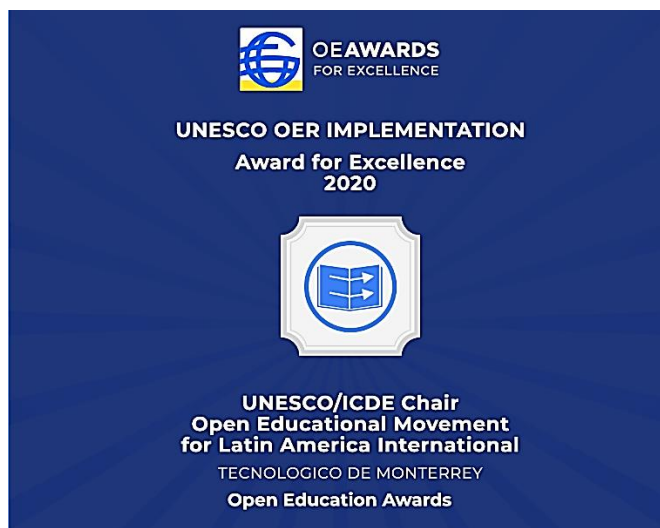 OEAWARDS
FOR EXCELLENCE
UNESCO OER IMPLEMENTATION
Award for Excellence
2020
UNESCO/ICDE Chair
Open Educational Movement
for Latin America International
TECNOLOGICO DE MONTERREY
Open Education Awards